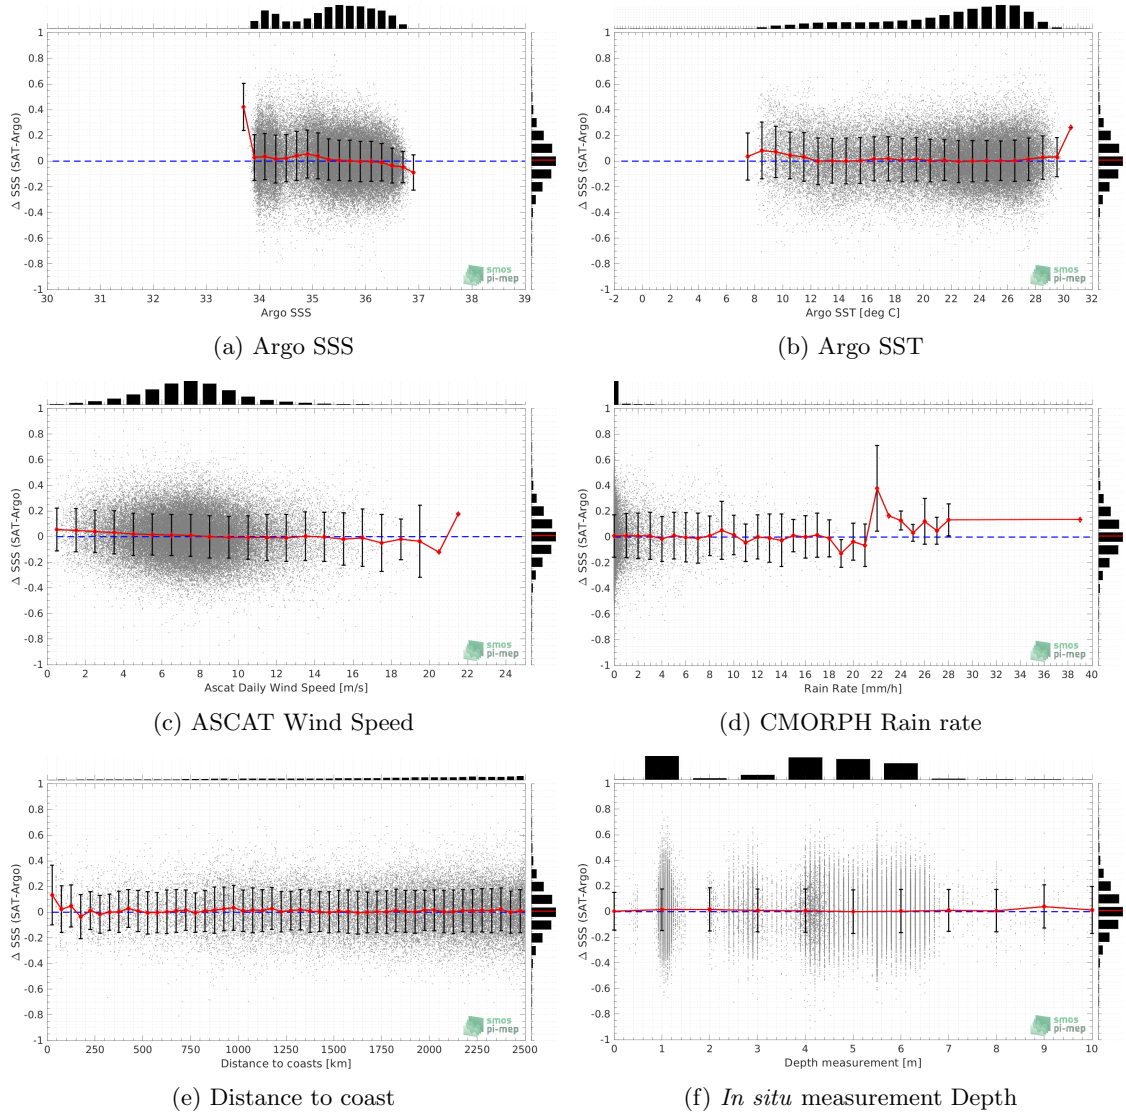 Δ SSS (SAT-Argo)
1
0.8
0.6
0.4
0.2
0
-0.2
-0.4
-0.6
-0.8
-1
smos
pi-mep
30 31 32 33 34 35 36 37 38 39
Argo SSS
(a) Argo SSS
Δ SSS (SAT-Argo)
1
0.8
0.6
0.4
0.2
0
-0.2
-0.4
-0.6
-0.8
-1
smos
pi-mep
-2 0 2 4 6 8 10 12 14 16 18 20 22 24 26 28 30 32
Argo SST [deg C]
(b) Argo SST
Δ SSS (SAT-Argo)
1
0.8
0.6
0.4
0.2
0
-0.2
-0.4
-0.6
-0.8
-1
smos
pi-mep
0 2 4 6 8 10 12 14 16 18 20 22 24
Ascat Daily Wind Speed [m/s]
(c) ASCAT Wind Speed
Δ SSS (SAT-Argo)
1
0.8
0.6
0.4
0.2
0
-0.2
-0.4
-0.6
-0.8
-1
smos
pi-mep
0 2 4 6 8 10 12 14 16 18 20 22 24 26 28 30 32 34 36 38 40
Rain Rate [mm/h]
(d) CMORPH Rain rate
Δ SSS (SAT-Argo)
1
0.8
0.6
0.4
0.2
0
-0.2
-0.4
-0.6
-0.8
-1
smos
pi-mep
0 250 500 750 1000 1250 1500 1750 2000 2250 2500
Distance to coasts [km]
(e) Distance to coast
Δ SSS (SAT-Argo)
1
0.8
0.6
0.4
0.2
0
-0.2
-0.4
-0.6
-0.8
-1
smos
pi-mep
0 1 2 3 4 5 6 7 8 9 10
Depth measurement [m]
(f) In situ measurement Depth